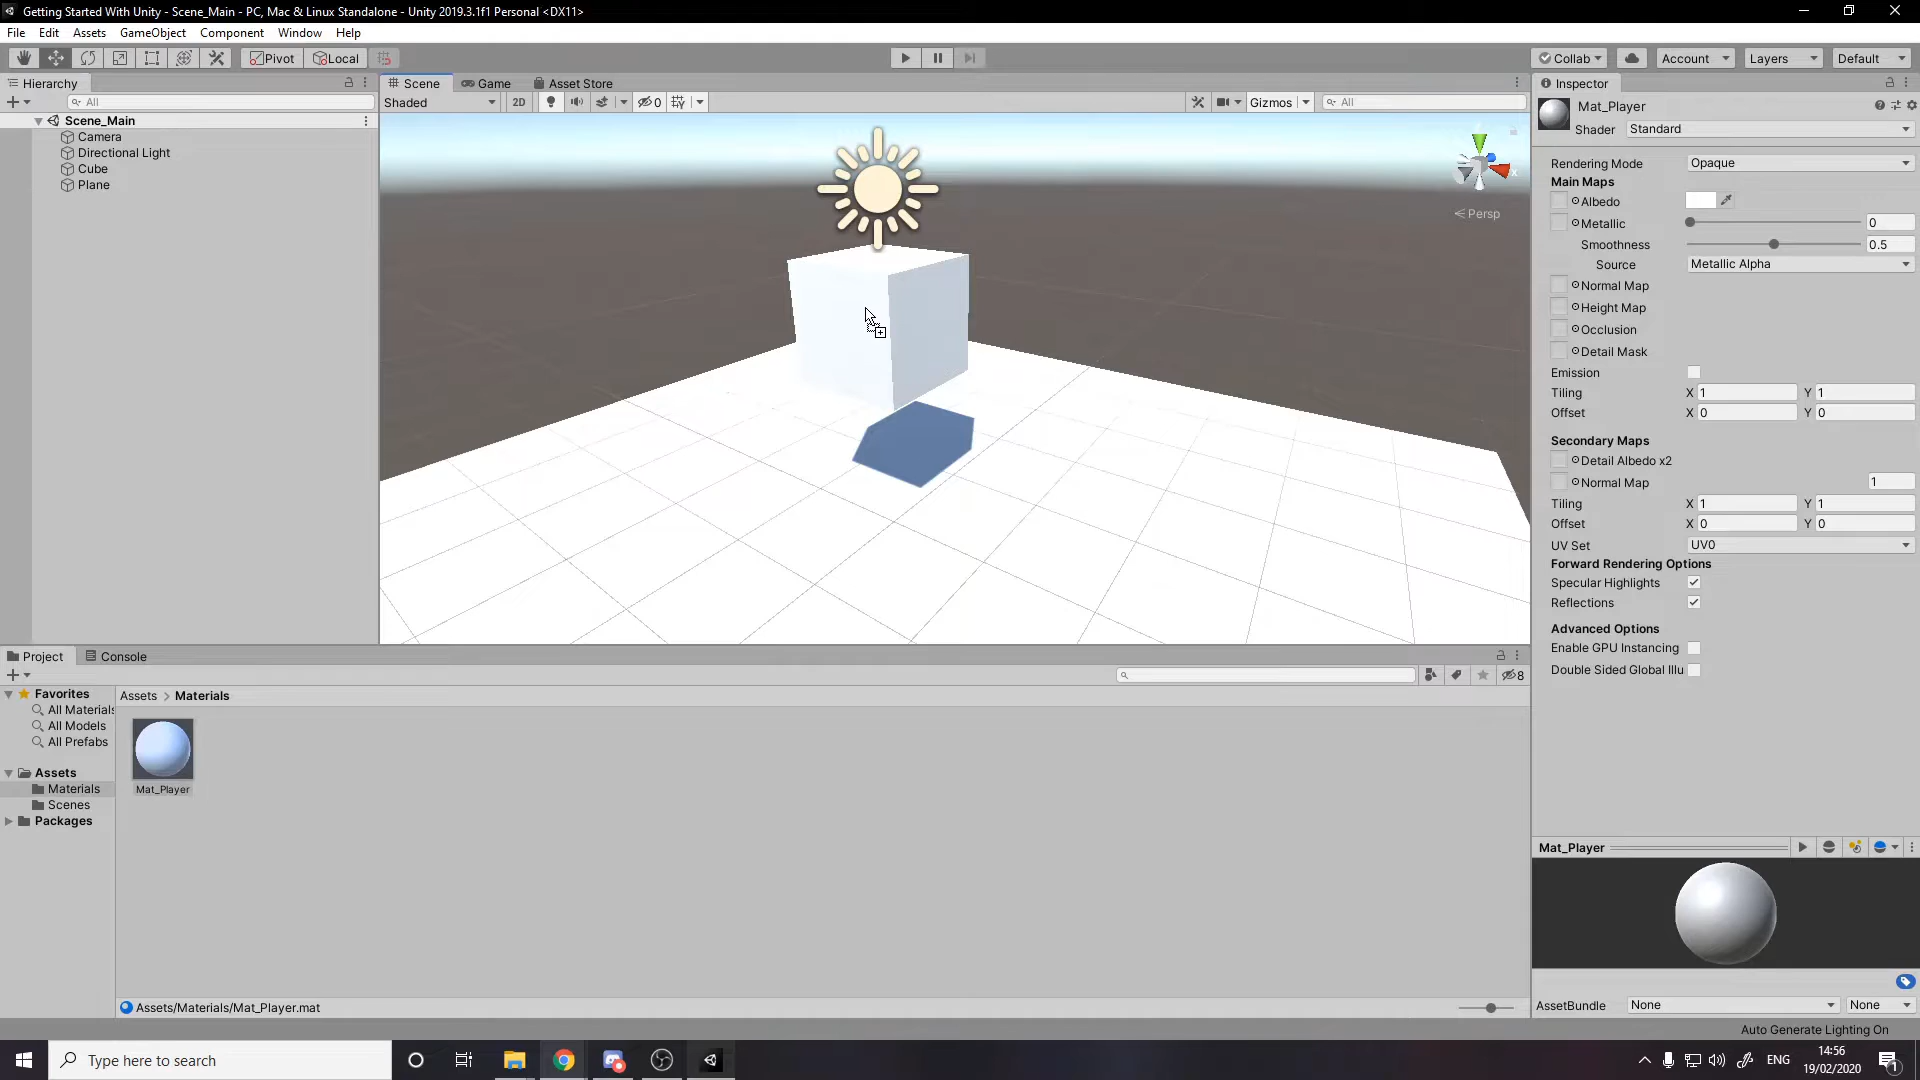 Getting Started With Unity - Scene_Main - PC, Mac & Linux Standalone - Unity 2019.3.1f1 Personal <DX11>
File Edit Assets GameObject Component Window Help
Pivot Local Collab Account Layers Default
Hierarchy
All
Scene_Main
Camera
Directional Light
Cube
Plane
Scene Game Asset Store
Shaded 2D 0 Gizmos All
x
Persp
Inspector
Mat_Player
Shader Standard
Rendering Mode Opaque
Main Maps
Albedo
Metallic 0
Smoothness 0.5
Source Metallic Alpha
Normal Map
Height Map
Occlusion
Detail Mask
Emission
Tiling X 1 Y 1
Offset X 0 Y 0
Secondary Maps
Detail Albedo x2
Normal Map 1
Tiling X 1 Y 1
Offset X 0 Y 0
UV Set UV0
Forward Rendering Options
Specular Highlights
Reflections
Advanced Options
Enable GPU Instancing
Double Sided Global Illu
Project Console
8
Favorites
All Materials
All Models
All Prefabs
Assets
Materials
Scenes
Packages
Assets > Materials
Mat_Player
Assets/Materials/Mat_Player.mat
Mat_Player
AssetBundle None None
Auto Generate Lighting On
Type here to search
ENG
14:56
19/02/2020
1